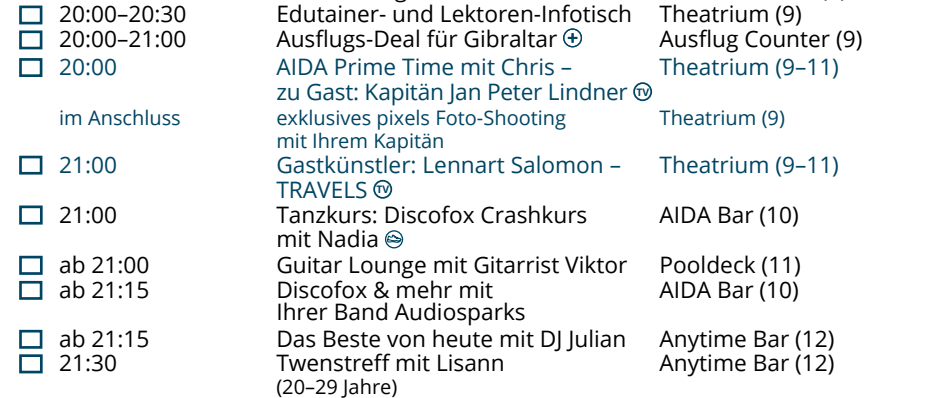 20:00–20:30 Edutainer- und Lektoren-Infotisch Theatrium (9)
20:00–21:00 Ausflugs-Deal für Gibraltar Ausflug Counter (9)
20:00 AIDA Prime Time mit Chris – Theatrium (9–11)
zu Gast: Kapitän Jan Peter Lindner TV
im Anschluss exklusives pixels Foto-Shooting Theatrium (9)
mit Ihrem Kapitän
21:00 Gastkünstler: Lennart Salomon – Theatrium (9–11)
TRAVELS TV
21:00 Tanzkurs: Discofox Crashkurs AIDA Bar (10)
mit Nadia
ab 21:00 Guitar Lounge mit Gitarrist Viktor Pooldeck (11)
ab 21:15 Discofox & mehr mit AIDA Bar (10)
Ihrer Band Audiosparks
ab 21:15 Das Beste von heute mit DJ Julian Anytime Bar (12)
21:30 Twenstreff mit Lisann Anytime Bar (12)
(20–29 Jahre)